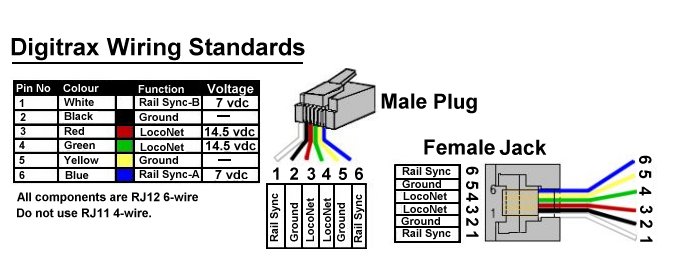 Digitrax Wiring Standards
Pin No Colour Function Voltage
1 White Rail Sync-B 7 vdc
2 Black Ground —
3 Red LocoNet 14.5 vdc
4 Green LocoNet 14.5 vdc
5 Yellow Ground —
6 Blue Rail Sync-A 7 vdc
All components are RJ12 6-wire
Do not use RJ11 4-wire.
Male Plug
1 2 3 4 5 6
Rail Sync
Ground
LocoNet
LocoNet
Ground
Rail Sync
Female Jack
Rail Sync 6
Ground 5
LocoNet 4
LocoNet 3
Ground 2
Rail Sync 1
6
1
6
5
4
3
2
1